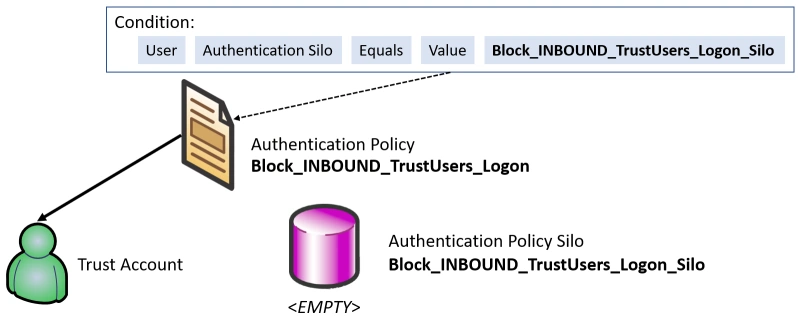 Condition:
User Authentication Silo Equals Value Block_INBOUND_TrustUsers_Logon_Silo
Authentication Policy
Block_INBOUND_TrustUsers_Logon
Trust Account
Authentication Policy Silo
Block_INBOUND_TrustUsers_Logon_Silo
<EMPTY>